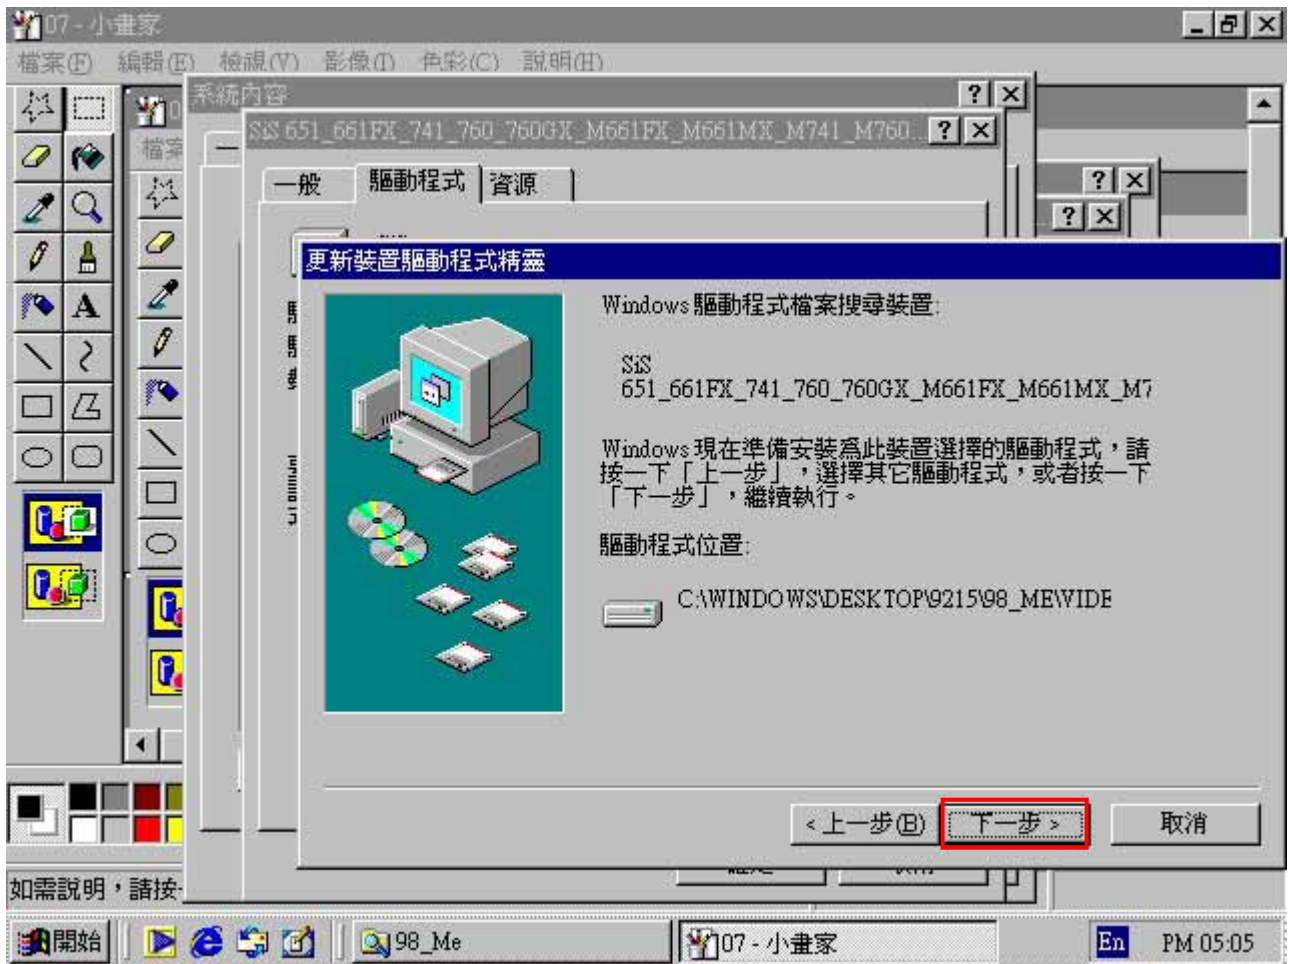 07 - 小畫家
檔案(F) 編輯(E) 檢視(V) 影像(I) 色彩(C) 說明(H)
系統內容
SiS 651_661FX_741_760_760GX_M661FX_M661MX_M741_M760...
檔案
一般 驅動程式 資源
更新裝置驅動程式精靈
Windows 驅動程式檔案搜尋裝置:
SiS
651_661FX_741_760_760GX_M661FX_M661MX_M7
Windows 現在準備安裝為此裝置選擇的驅動程式，請
按一下「上一步」，選擇其它驅動程式，或者按一下
「下一步」，繼續執行。
驅動程式位置:
C:\WINDOWS\DESKTOP\9215\98_ME\VIDE
< 上一步(B) 下一步 > 取消
如需說明，請按
開始 98_Me 07 - 小畫家 En PM 05:05